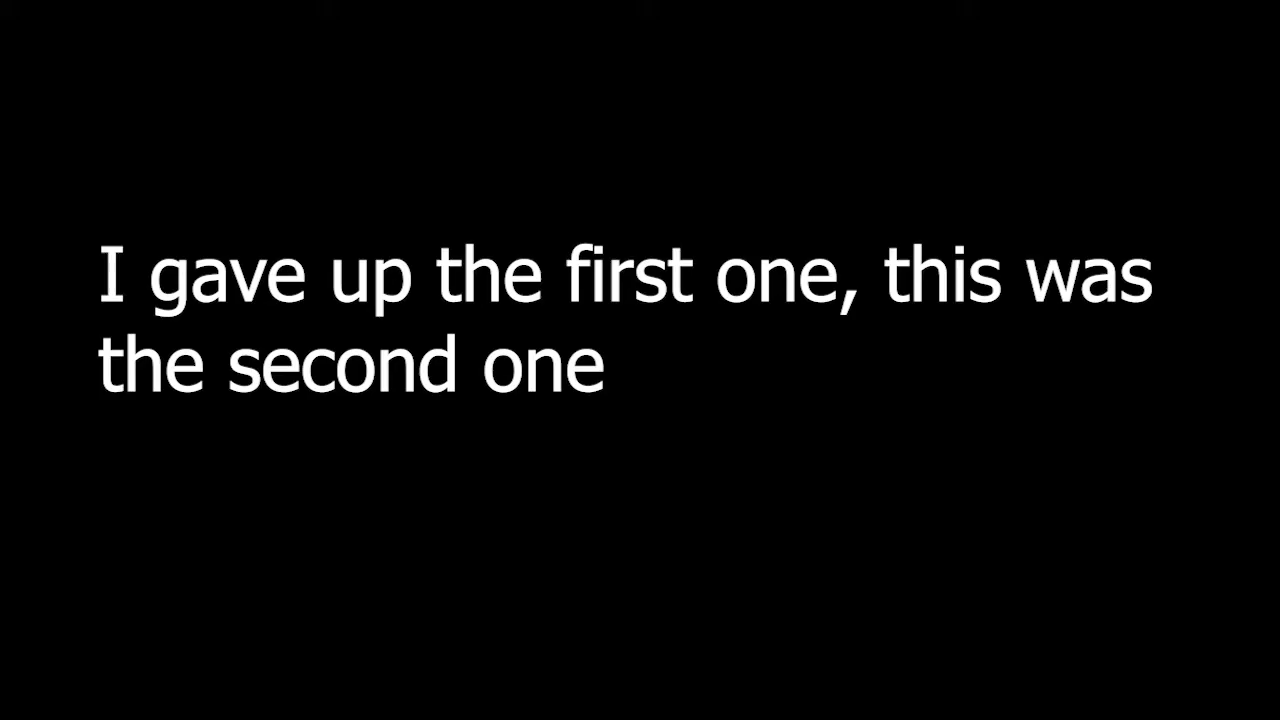 I gave up the first one, this was
the second one